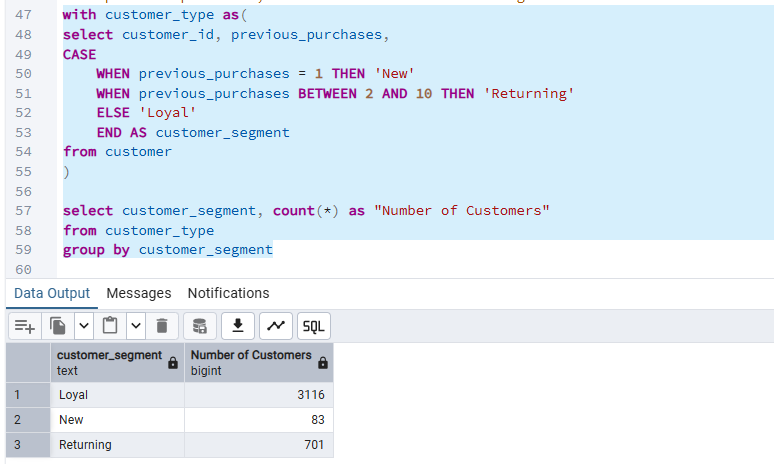 47 with customer_type as(
48 select customer_id, previous_purchases,
49 CASE
50 WHEN previous_purchases = 1 THEN 'New'
51 WHEN previous_purchases BETWEEN 2 AND 10 THEN 'Returning'
52 ELSE 'Loyal'
53 END AS customer_segment
54 from customer
55 )
56
57 select customer_segment, count(*) as "Number of Customers"
58 from customer_type
59 group by customer_segment
60
Data Output Messages Notifications
SQL
customer_segment Number of Customers
text bigint
1 Loyal 3116
2 New 83
3 Returning 701